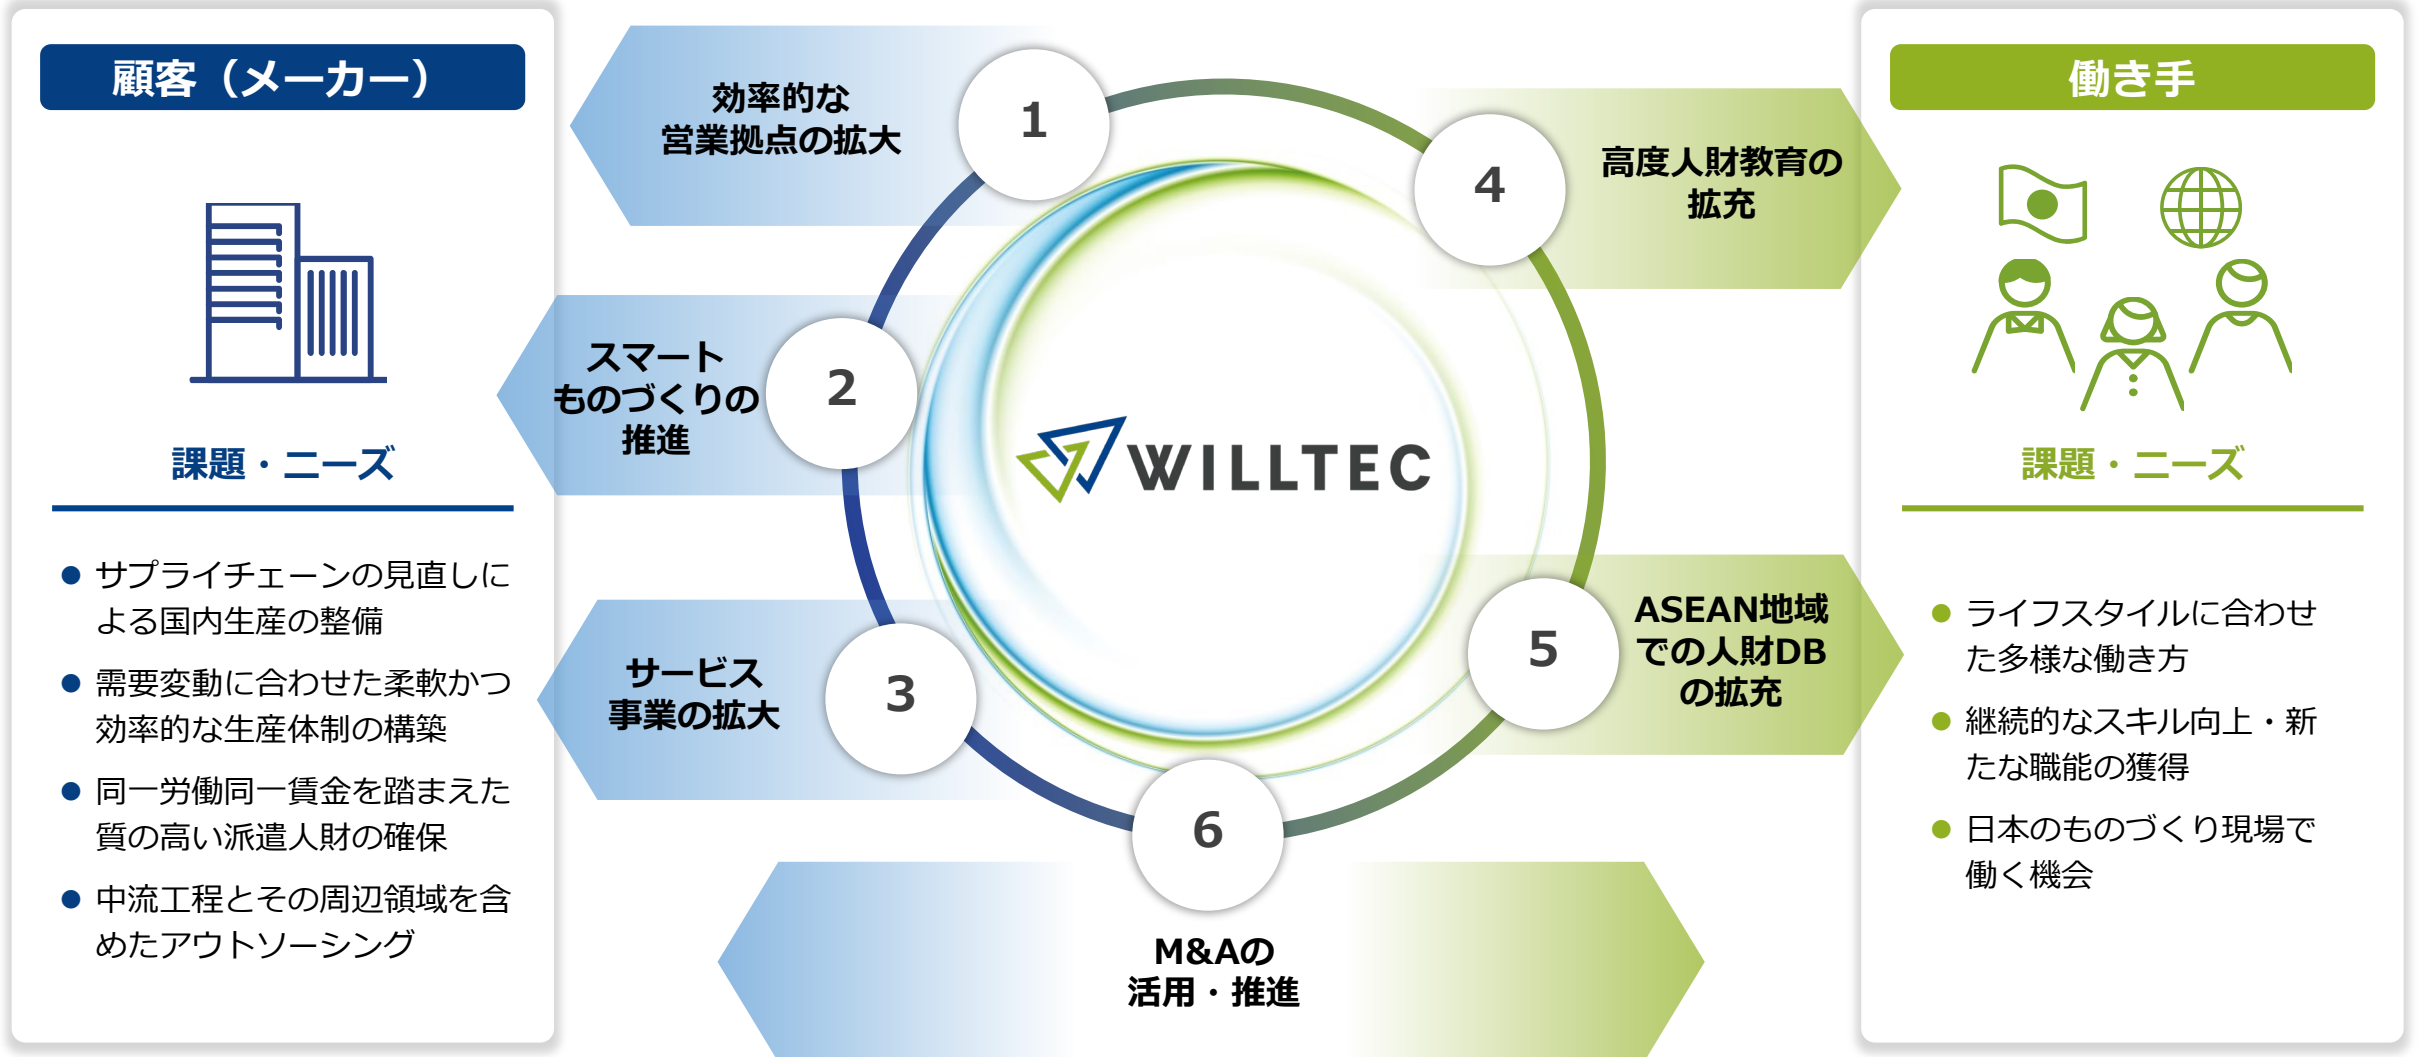 顧客（メーカー）
課題・ニーズ
サプライチェーンの見直しに
よる国内生産の整備
需要変動に合わせた柔軟かつ
効率的な生産体制の構築
同一労働同一賃金を踏まえた
質の高い派遣人財の確保
中流工程とその周辺領域を含
めたアウトソーシング
1
効率的な
営業拠点の拡大
2
スマート
ものづくりの
推進
3
サービス
事業の拡大
WILLTEC
4
高度人財教育の
拡充
5
ASEAN地域
での人財DB
の拡充
6
M&Aの
活用・推進
働き手
課題・ニーズ
ライフスタイルに合わせ
た多様な働き方
継続的なスキル向上・新
たな職能の獲得
日本のものづくり現場で
働く機会